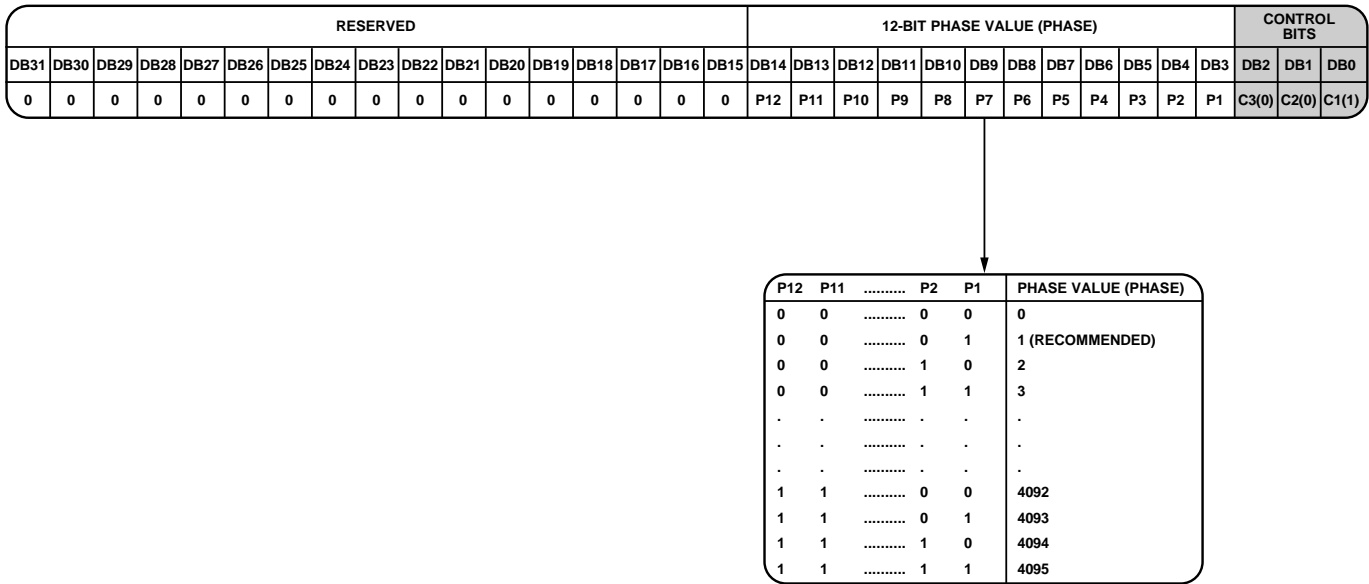 RESERVED 12-BIT PHASE VALUE (PHASE) CONTROL BITS
DB31 DB30 DB29 DB28 DB27 DB26 DB25 DB24 DB23 DB22 DB21 DB20 DB19 DB18 DB17 DB16 DB15 DB14 DB13 DB12 DB11 DB10 DB9 DB8 DB7 DB6 DB5 DB4 DB3 DB2 DB1 DB0
0 0 0 0 0 0 0 0 0 0 0 0 0 0 0 0 0 P12 P11 P10 P9 P8 P7 P6 P5 P4 P3 P2 P1 C3(0) C2(0) C1(1)
P12 P11 .......... P2 P1 PHASE VALUE (PHASE)
0 0 .......... 0 0 0
0 0 .......... 0 1 1 (RECOMMENDED)
0 0 .......... 1 0 2
0 0 .......... 1 1 3
. . .......... . . .
. . .......... . . .
. . .......... . . .
1 1 .......... 0 0 4092
1 1 .......... 0 1 4093
1 1 .......... 1 0 4094
1 1 .......... 1 1 4095